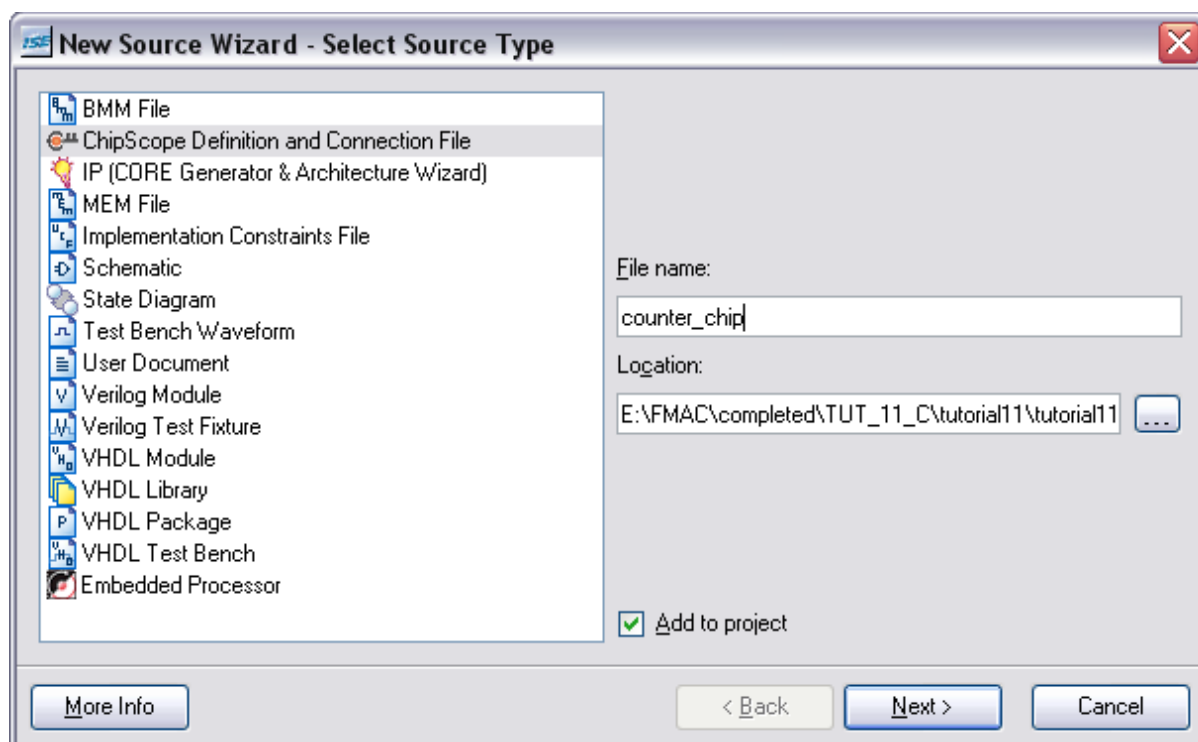 ISE New Source Wizard - Select Source Type
BMM File
ChipScope Definition and Connection File
IP (CORE Generator & Architecture Wizard)
MEM File
Implementation Constraints File
Schematic
State Diagram
Test Bench Waveform
User Document
Verilog Module
Verilog Test Fixture
VHDL Module
VHDL Library
VHDL Package
VHDL Test Bench
Embedded Processor
File name:
counter_chip
Location:
E:\FMAC\completed\TUT_11_C\tutorial11\tutorial11
...
Add to project
More Info
< Back
Next >
Cancel